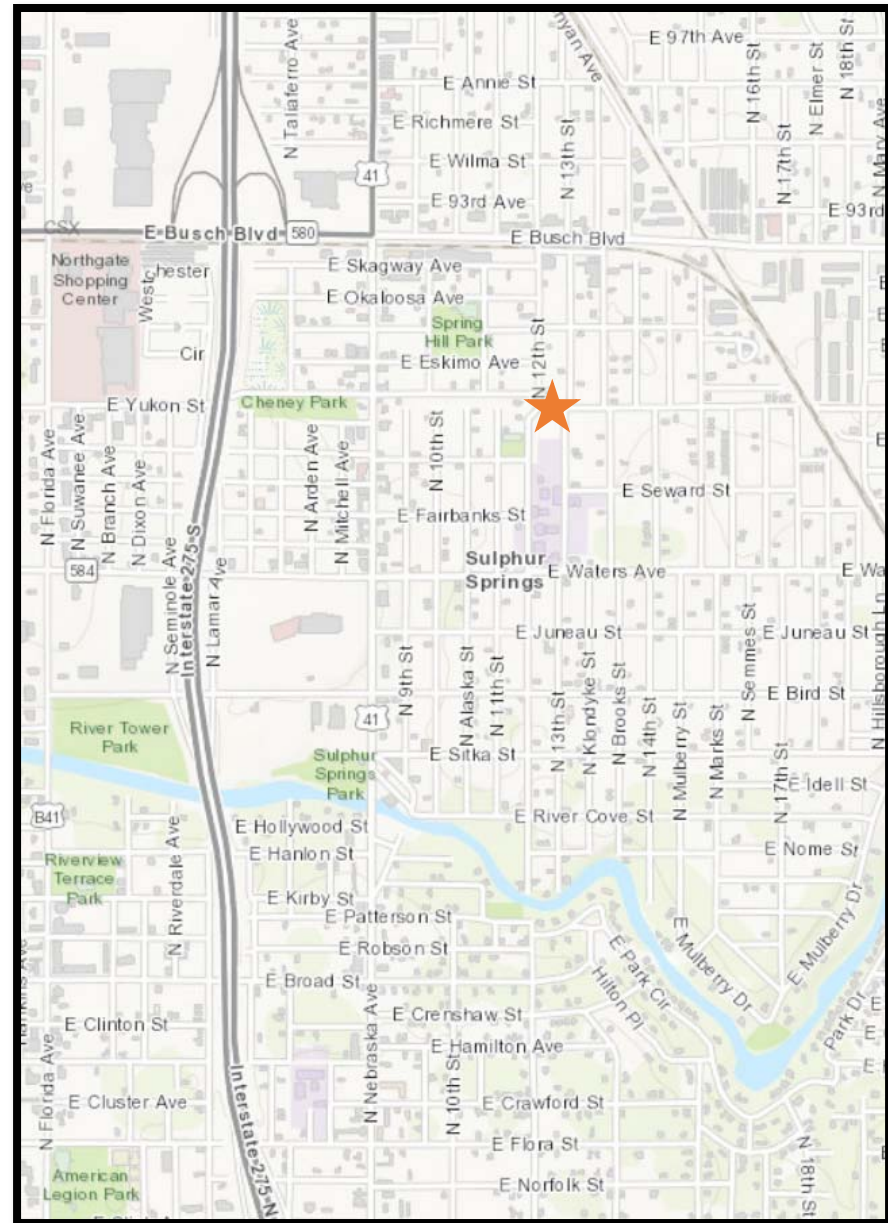 E 97th Ave
N Taliaferro Ave
E Annie St
N 16th St
N Elmer St
N 18th St
E Richmere St
N 13th St
N 17th St
N Mary Ave
E Wilma St
41
E 93rd Ave
E 93rd
CSX
E Busch Blvd
580
E Busch Blvd
Northgate
Shopping
Center
Westchester
Cir
E Skagway Ave
E Okaloosa Ave
Spring
Hill Park
N 12th St
E Eskimo Ave
E Yukon St
Cheney Park
N Florida Ave
N Suwanee Ave
N Branch Ave
N Dixon Ave
N Arden Ave
N Mitchell Ave
N 10th St
E Seward St
E Fairbanks St
Sulphur
Springs
584
E Waters Ave
E Wa
N Seminole Ave
Interstate 275 S
N Lamar Ave
E Juneau St
E Juneau St
N 9th St
N Alaska St
N 11th St
N 13th St
N Klondyke St
N Brooks St
N 14th St
N Mulberry St
N Marks St
N Semmes St
E Bird St
N Hillsborough Ln
41
River Tower
Park
Sulphur
Springs
Park
E Sitka St
N 17th St
E Idell St
B41
E Hollywood St
E River Cove St
E Hanlon St
E Nome St
Riverview
Terrace
Park
N Riverdale Ave
E Kirby St
E Patterson St
E Robson St
E Mulberry Dr
E Mulberry Dr
E Park Cir
Hilton Pl
E Broad St
E Clinton St
N Nebraska Ave
E Crenshaw St
Park Dr
E Hamilton Ave
N Florida Ave
Interstate 275 N
N 10th St
E Cluster Ave
E Crawford St
E Flora St
N 18th St
American
Legion Park
E Norfolk St